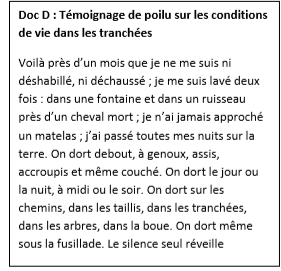 Doc D : Témoignage de poilu sur les conditions
de vie dans les tranchées
Voilà près d'un mois que je ne me suis ni
déshabillé, ni déchaussé ; je me suis lavé deux
fois : dans une fontaine et dans un ruisseau
près d'un cheval mort ; je n'ai jamais approché
un matelas ; j'ai passé toutes mes nuits sur la
terre. On dort debout, à genoux, assis,
accroupis et même couché. On dort le jour ou
la nuit, à midi ou le soir. On dort sur les
chemins, dans les taillis, dans les tranchées,
dans les arbres, dans la boue. On dort même
sous la fusillade. Le silence seul réveille